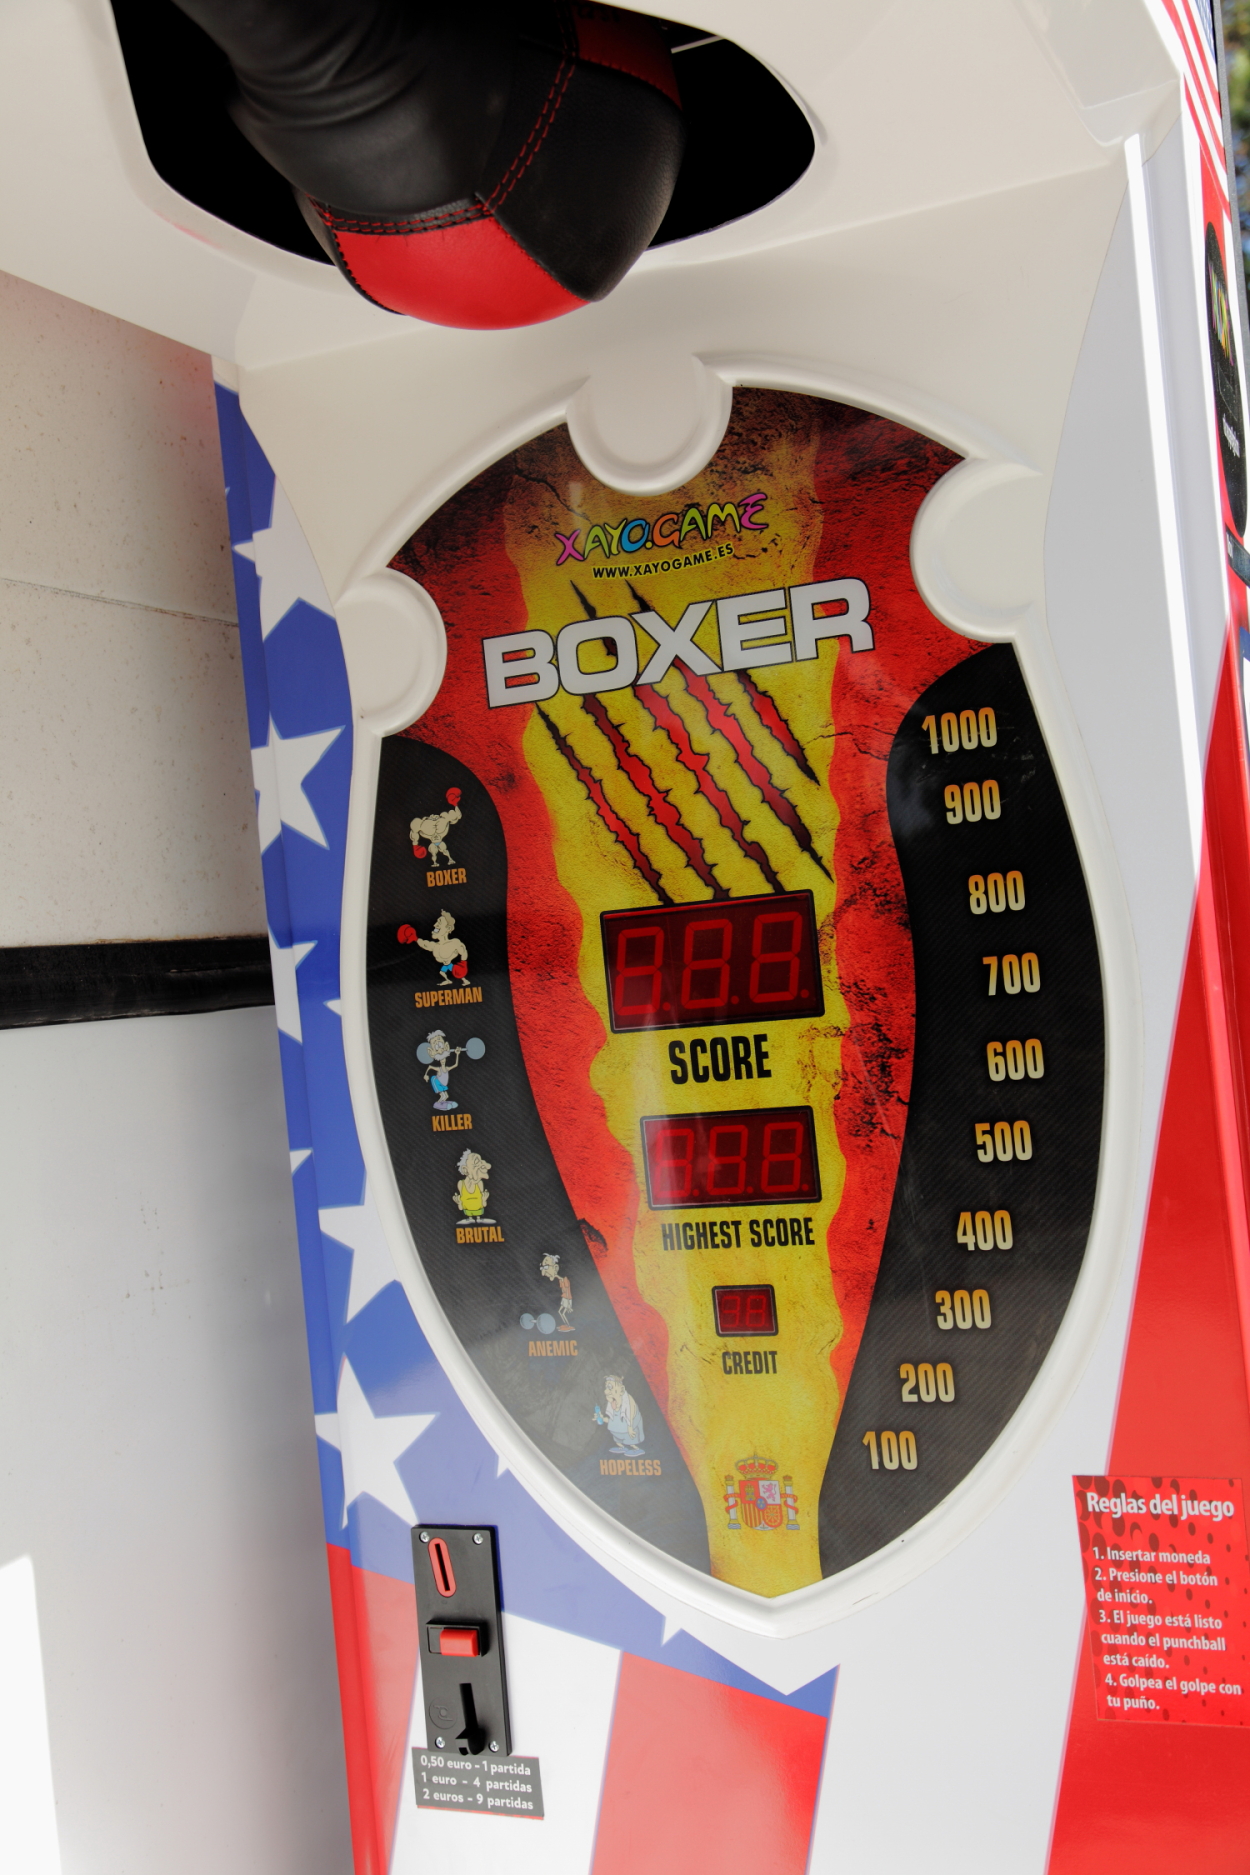 XAYO.GAME
WWW.XAYOGAME.ES
BOXER
1000
900
800
700
600
500
400
300
200
100
BOXER
SUPERMAN
KILLER
BRUTAL
ANEMIC
HOPELESS
SCORE
HIGHEST SCORE
CREDIT
Reglas del juego
1. Insertar moneda
2. Presione el botón
de inicio.
3. El juego está listo
cuando el punchball
está caído.
4. Golpea el golpe con
tu puño.
0,50 euro - 1 partida
1 euro - 4 partidas
2 euros - 9 partidas